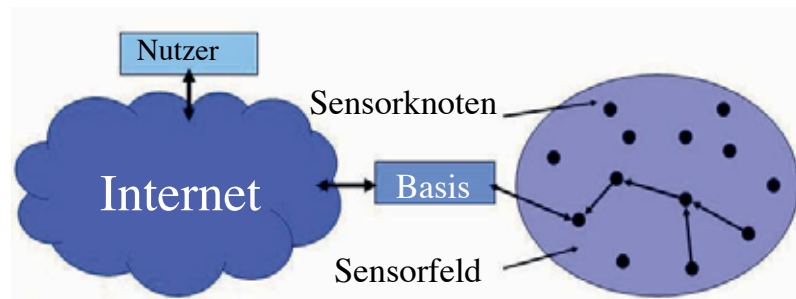 Nutzer
Sensorknoten
Internet
Basis
Sensorfeld